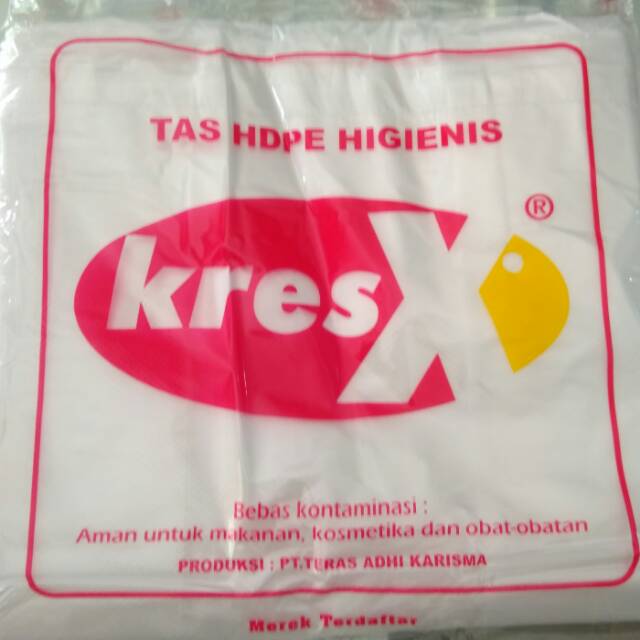 TAS HDPE HIGIENIS
kresX ®
Bebas kontaminasi :
Aman untuk makanan, kosmetika dan obat-obatan
PRODUKSI : PT.TERAS ADHI KARISMA
Merek Terdaftar